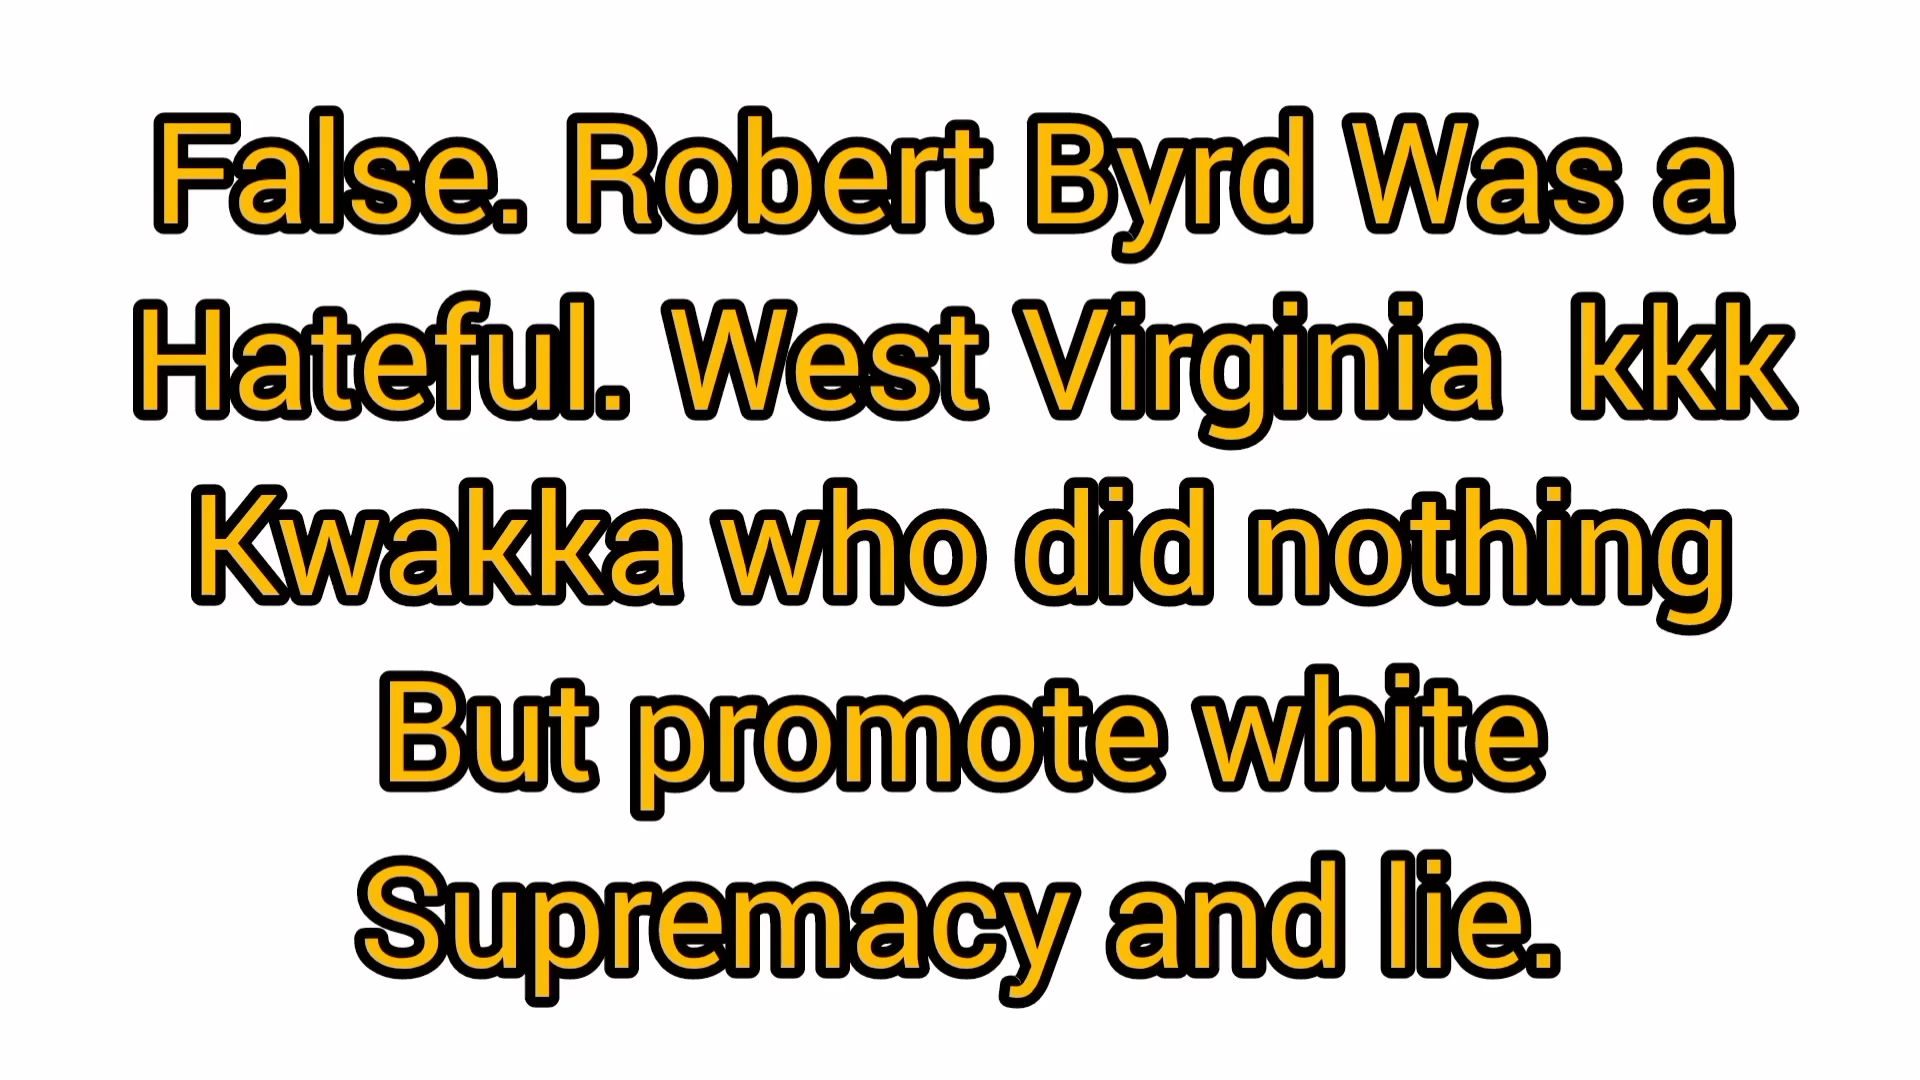 False. Robert Byrd Was a
Hateful. West Virginia  kkk
Kwakka who did nothing
But promote white
Supremacy and lie.